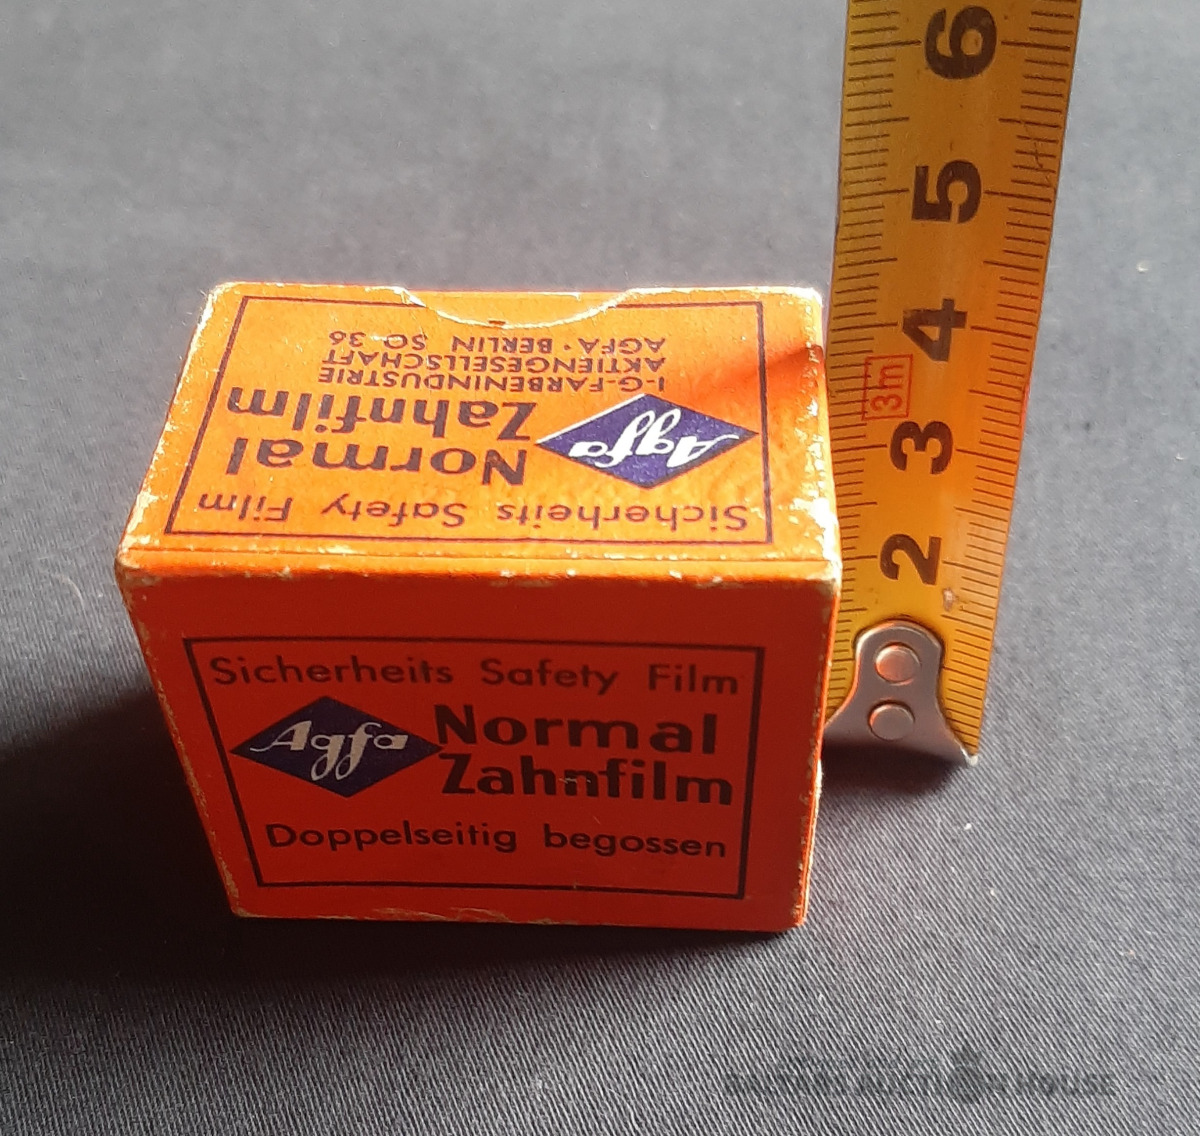 Sicherheits Safety Film
Agfa
Normal
Zahnfilm
I-G-FARBENINDUSTRIE
AKTIENGESELLSCHAFT
AGFA · BERLIN SO 36
Sicherheits Safety Film
Agfa
Normal
Zahnfilm
Doppelseitig begossen
6
5
4
3m
3
2
HOUSE